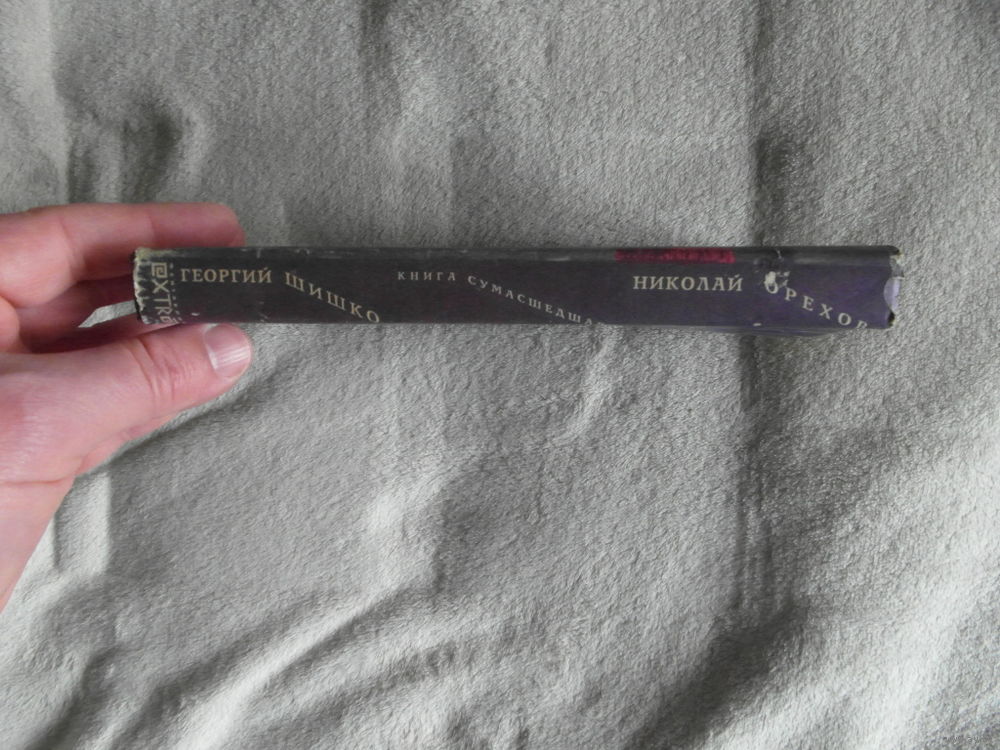 ГЕОРГИЙ ШИШКО
КНИГА СУМАСШЕДША
НИКОЛАЙ ОРЕХОВ